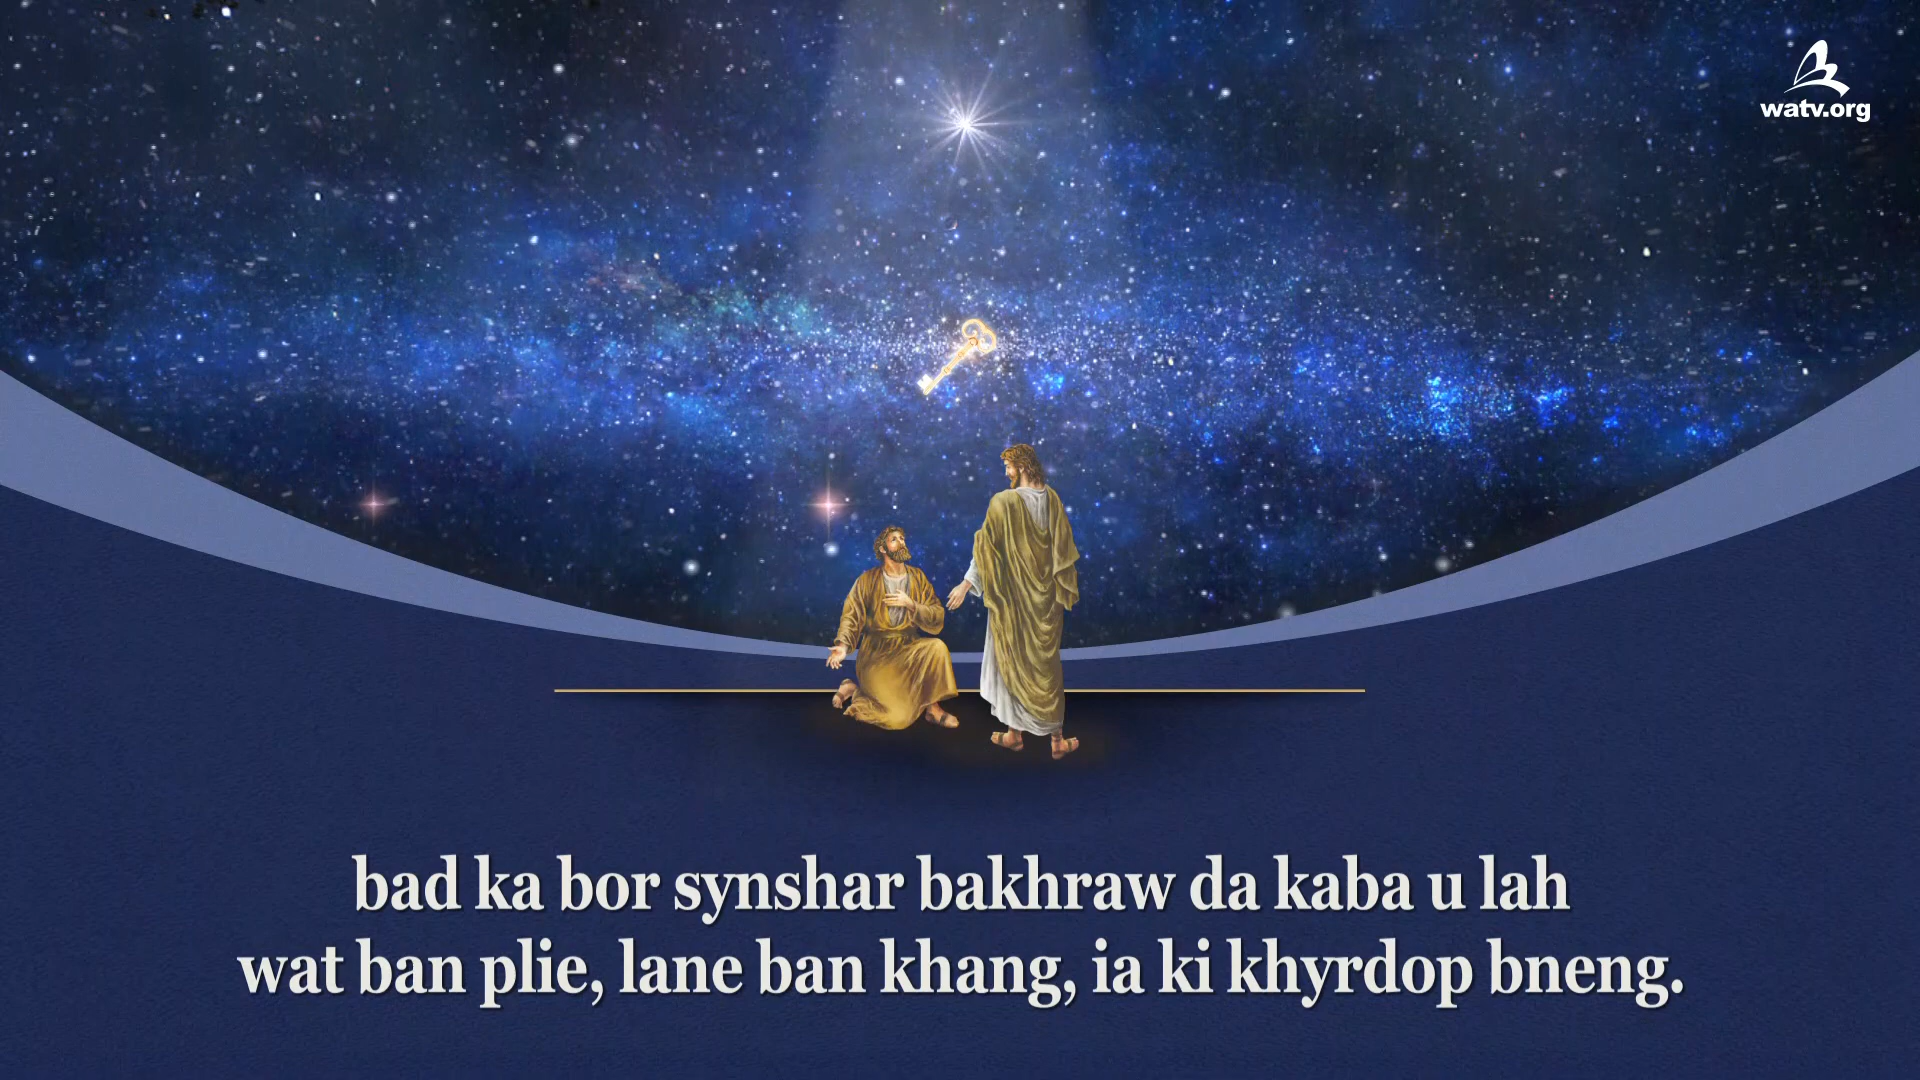 watv.org
bad ka bor synshar bakhraw da kaba u lah
wat ban plie, lane ban khang, ia ki khyrdop bneng.